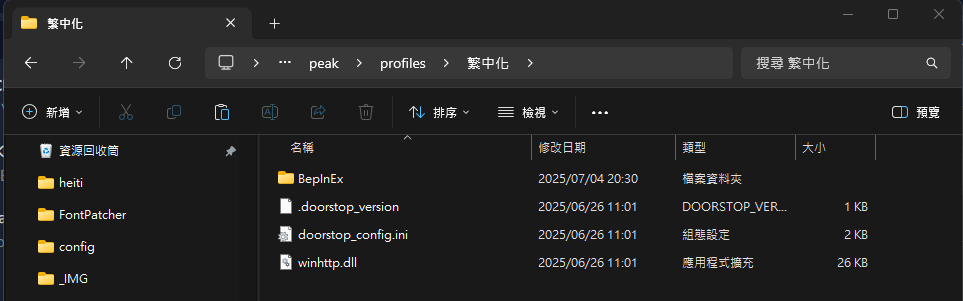 繁中化
peak
profiles
繁中化
搜尋 繁中化
新增
排序
檢視
預覽
資源回收筒
heiti
FontPatcher
config
_IMG
名稱 修改日期 類型 大小
BepInEx 2025/07/04 20:30 檔案資料夾
.doorstop_version 2025/06/26 11:01 DOORSTOP_VER... 1 KB
doorstop_config.ini 2025/06/26 11:01 組態設定 2 KB
winhttp.dll 2025/06/26 11:01 應用程式擴充 26 KB